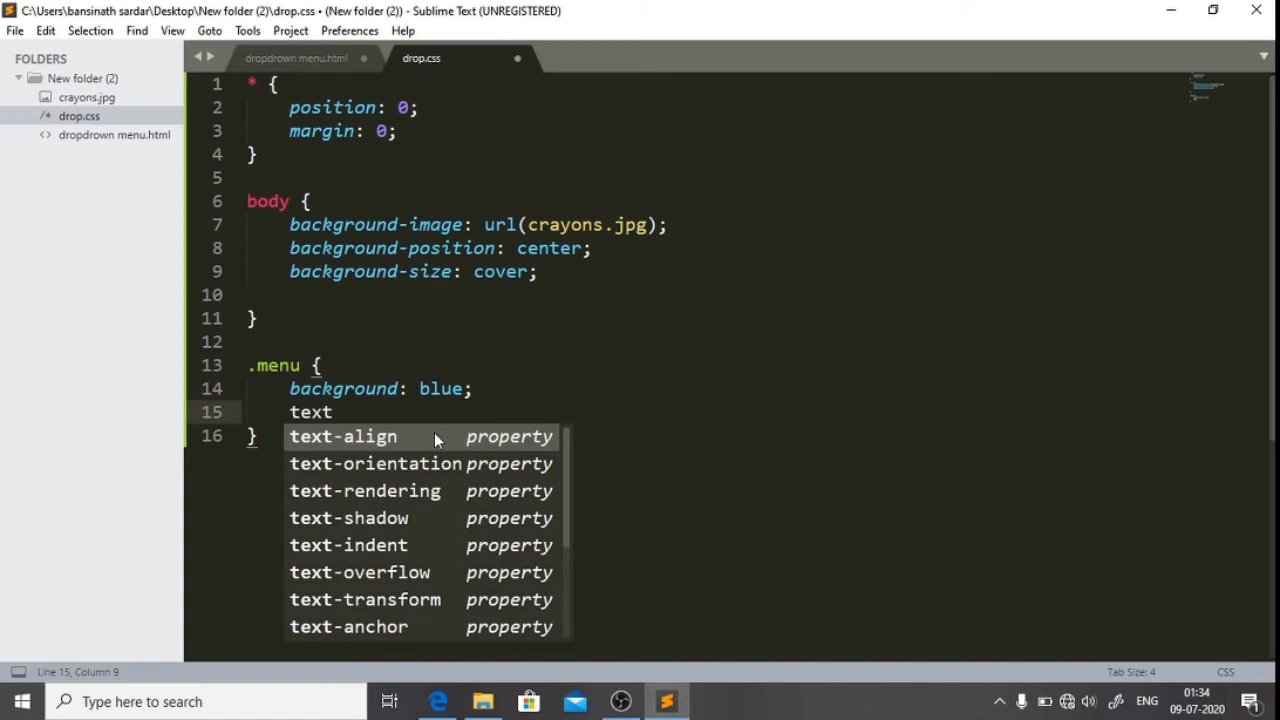 C:\Users\bansinath sardar\Desktop\New folder (2)\drop.css • (New folder (2)) - Sublime Text (UNREGISTERED)
File Edit Selection Find View Goto Tools Project Preferences Help
FOLDERS
New folder (2)
crayons.jpg
/* drop.css
<> dropdrown menu.html
dropdrown menu.html
drop.css
1 * {
2 position: 0;
3 margin: 0;
4 }
5
6 body {
7 background-image: url(crayons.jpg);
8 background-position: center;
9 background-size: cover;
10
11 }
12
13 .menu {
14 background: blue;
15 text
16 }
text-align property
text-orientation property
text-rendering property
text-shadow property
text-indent property
text-overflow property
text-transform property
text-anchor property
Line 15, Column 9
Tab Size: 4
CSS
Type here to search
ENG
01:34
09-07-2020
1